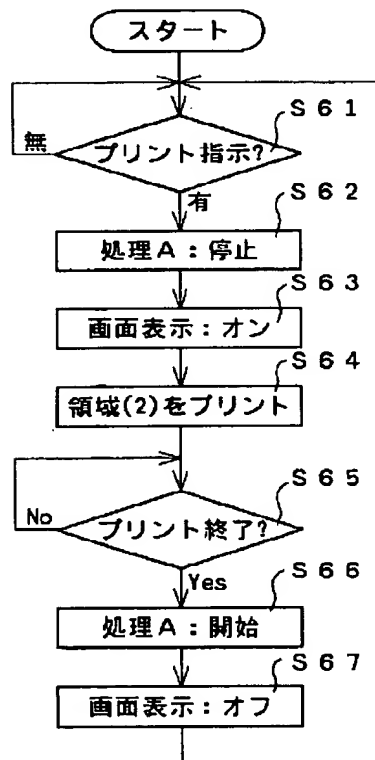 スタート
S61
プリント指示?
無
有
S62
処理A:停止
S63
画面表示:オン
S64
領域(2)をプリント
S65
プリント終了?
No
Yes
S66
処理A:開始
S67
画面表示:オフ